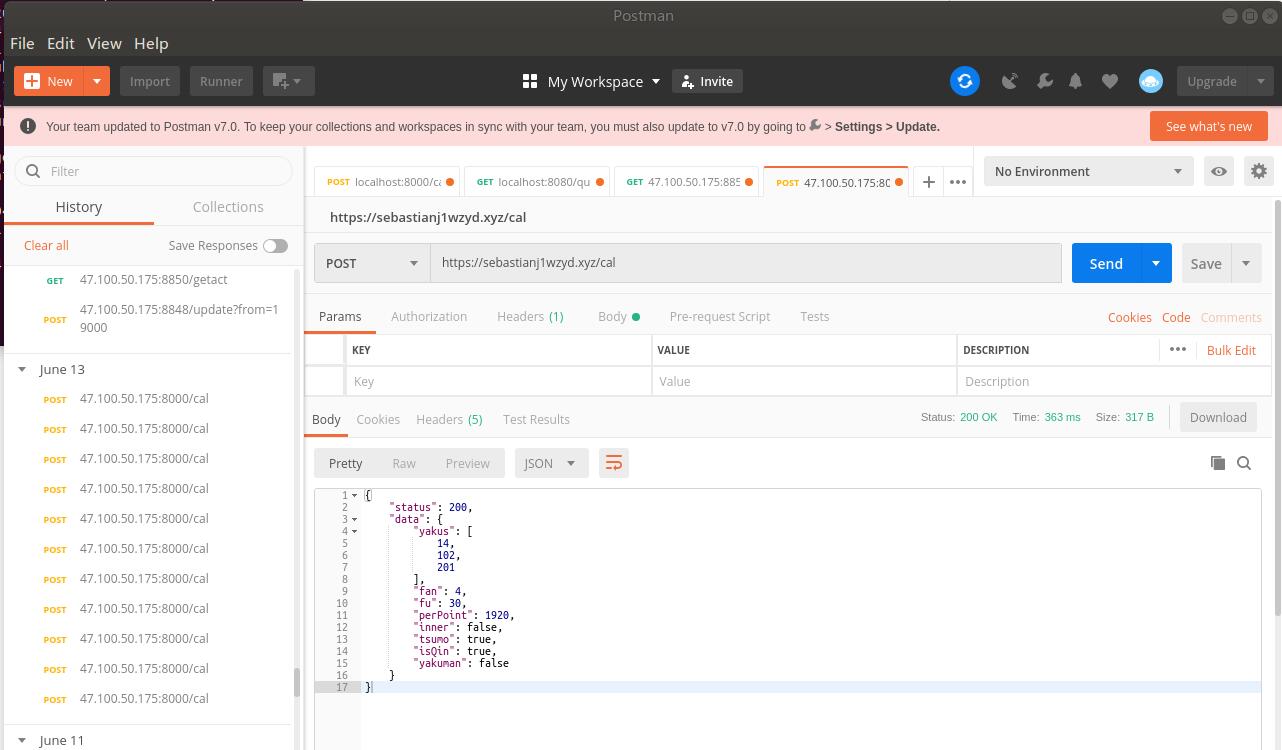 Postman
File Edit View Help
New Import Runner My Workspace Invite Upgrade
Your team updated to Postman v7.0. To keep your collections and workspaces in sync with your team, you must also update to v7.0 by going to > Settings > Update. See what's new
Filter
History Collections
Clear all Save Responses
GET 47.100.50.175:8850/getact
POST 47.100.50.175:8848/update?from=1
9000
June 13
POST 47.100.50.175:8000/cal
POST 47.100.50.175:8000/cal
POST 47.100.50.175:8000/cal
POST 47.100.50.175:8000/cal
POST 47.100.50.175:8000/cal
POST 47.100.50.175:8000/cal
POST 47.100.50.175:8000/cal
POST 47.100.50.175:8000/cal
POST 47.100.50.175:8000/cal
POST 47.100.50.175:8000/cal
POST 47.100.50.175:8000/cal
June 11
POST localhost:8000/ca GET localhost:8080/qu GET 47.100.50.175:885 POST 47.100.50.175:80 No Environment
https://sebastianj1wzyd.xyz/cal
POST https://sebastianj1wzyd.xyz/cal Send Save
Params Authorization Headers (1) Body Pre-request Script Tests Cookies Code Comments
KEY VALUE DESCRIPTION Bulk Edit
Key Value Description
Body Cookies Headers (5) Test Results Status: 200 OK Time: 363 ms Size: 317 B Download
Pretty Raw Preview JSON
1 {
2 "status": 200,
3 "data": {
4 "yakus": [
5 14,
6 102,
7 201
8 ],
9 "fan": 4,
10 "fu": 30,
11 "perPoint": 1920,
12 "inner": false,
13 "tsumo": true,
14 "isQin": true,
15 "yakuman": false
16 }
17 }